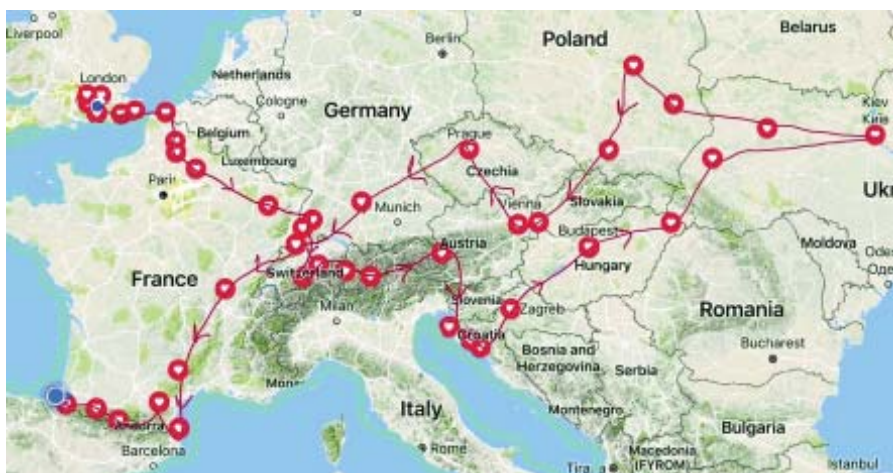 Liverpool
Berlin
Poland
Belarus
London
Netherlands
Cologne
Germany
Kiev
Belgium
Prague
Luxembourg
Czechia
Paris
Vienna
Slovakia
Ukr
Munich
Austria
Budapest
Hungary
Moldova
France
Switzerland
Slovenia
Zagreb
Milan
Croatia
Romania
Bosnia and
Herzegovina
Serbia
Bucharest
Italy
Montenegro
Andorra
Bulgaria
Barcelona
Rome
Macedonia
(FYROM)
Istanbul